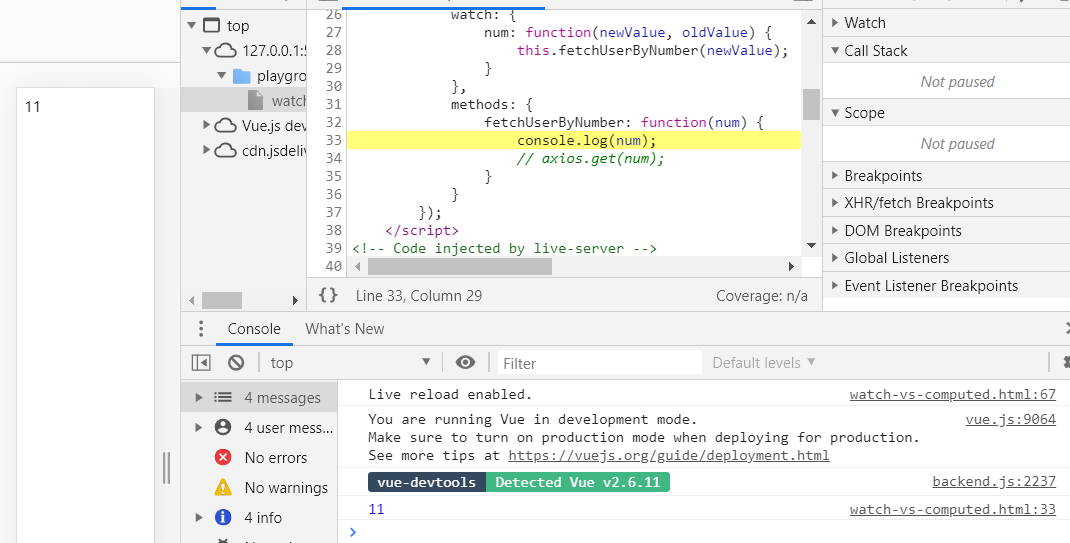 11
top
127.0.0.1:5
playgro
watch
Vue.js dev
cdn.jsdeliv
26 watch: {
27 num: function(newValue, oldValue) {
28 this.fetchUserByNumber(newValue);
29 }
30 },
31 methods: {
32 fetchUserByNumber: function(num) {
33 console.log(num);
34 // axios.get(num);
35 }
36 }
37 });
38 </script>
39 <!-- Code injected by live-server -->
40
{} Line 33, Column 29 Coverage: n/a
Watch
Call Stack
Not paused
Scope
Not paused
Breakpoints
XHR/fetch Breakpoints
DOM Breakpoints
Global Listeners
Event Listener Breakpoints
Console What's New
top Filter Default levels
4 messages
4 user mess...
No errors
No warnings
4 info
Live reload enabled. watch-vs-computed.html:67
You are running Vue in development mode. vue.js:9064
Make sure to turn on production mode when deploying for production.
See more tips at https://vuejs.org/guide/deployment.html
vue-devtools Detected Vue v2.6.11 backend.js:2237
11 watch-vs-computed.html:33